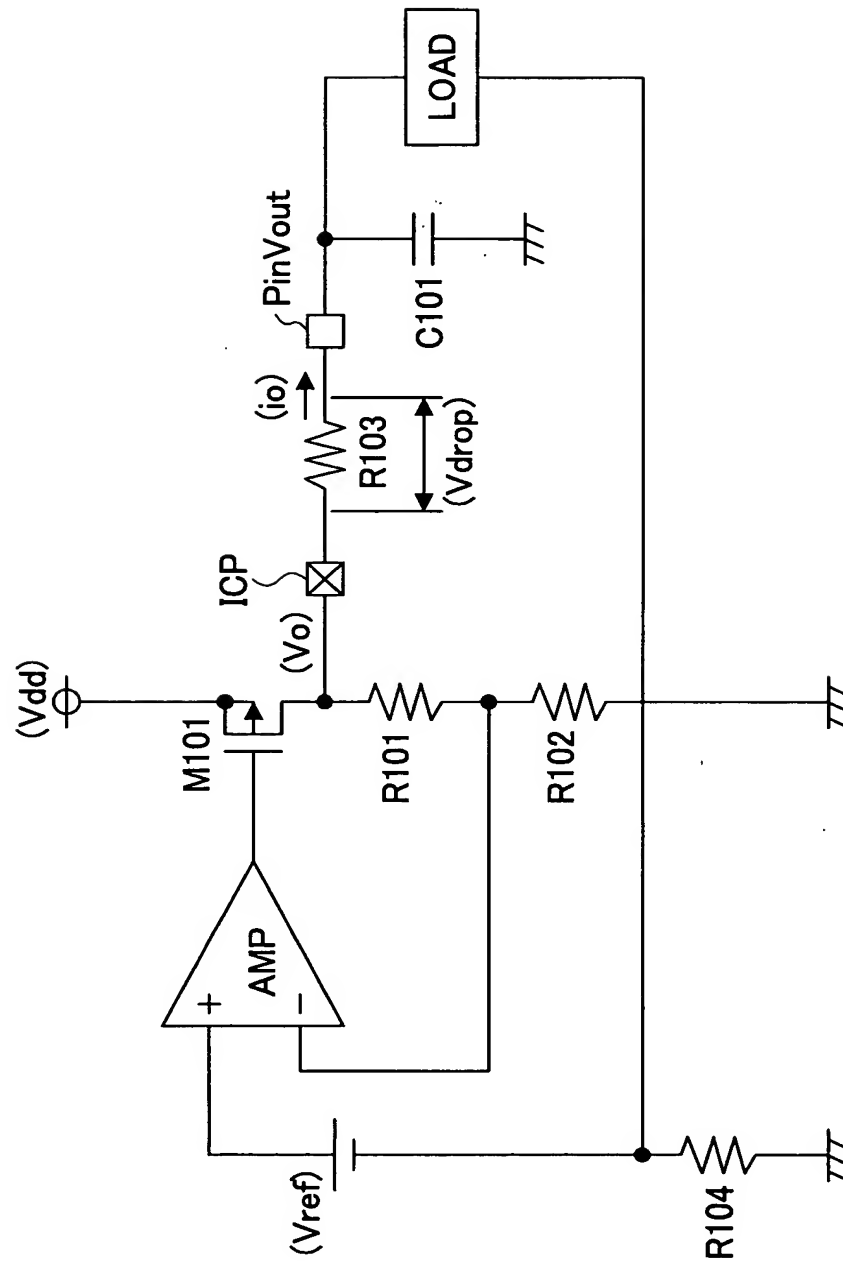 (Vdd)
M101
AMP
+
−
(Vref)
R104
R101
R102
(Vo)
ICP
(io)
R103
(Vdrop)
PinVout
C101
LOAD